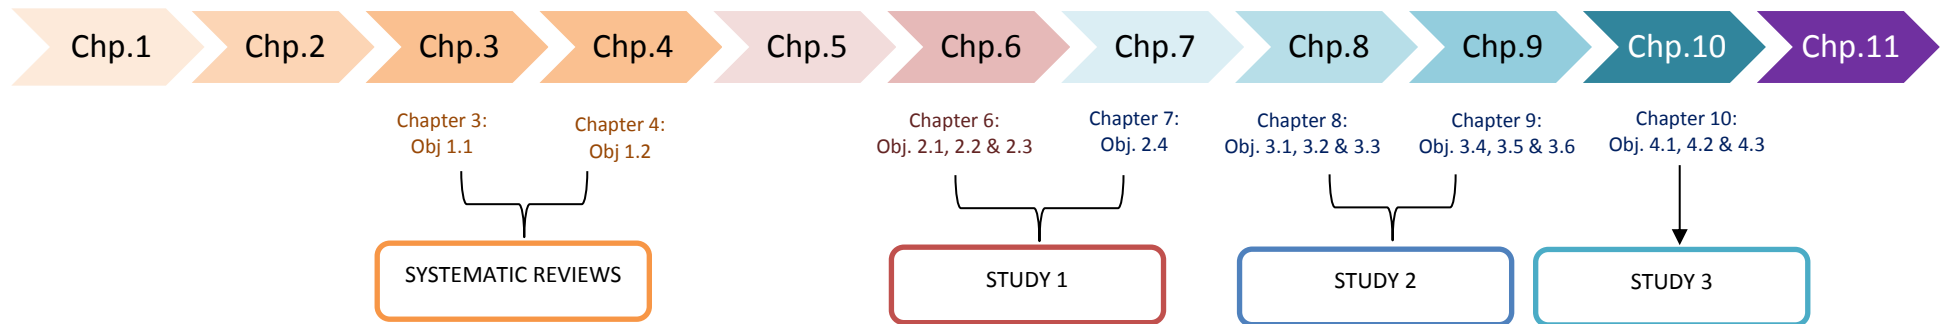 Chp.1 Chp.2 Chp.3 Chp.4 Chp.5 Chp.6 Chp.7 Chp.8 Chp.9 Chp.10 Chp.11
Chapter 3:
Obj 1.1
Chapter 4:
Obj 1.2
Chapter 6:
Obj. 2.1, 2.2 & 2.3
Chapter 7:
Obj. 2.4
Chapter 8:
Obj. 3.1, 3.2 & 3.3
Chapter 9:
Obj. 3.4, 3.5 & 3.6
Chapter 10:
Obj. 4.1, 4.2 & 4.3
SYSTEMATIC REVIEWS
STUDY 1
STUDY 2
STUDY 3